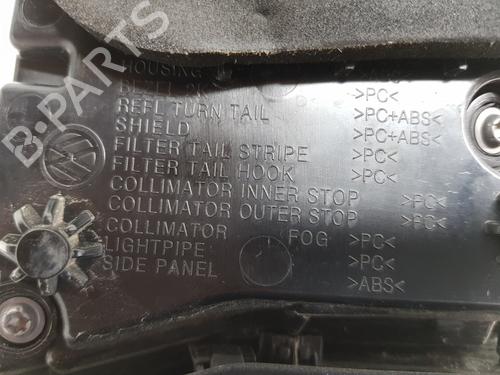 B-PARTS
HOUSING
REFL TURN TAIL >PC<
SHIELD >PC+ABS<
FILTER TAIL STRIPE >PC+ABS<
FILTER TAIL HOOK >PC<
COLLIMATOR INNER STOP >PC<
COLLIMATOR OUTER STOP >PC<
COLLIMATOR FOG >PC<
LIGHTPIPE >PC<
SIDE PANEL >PC<
>ABS<